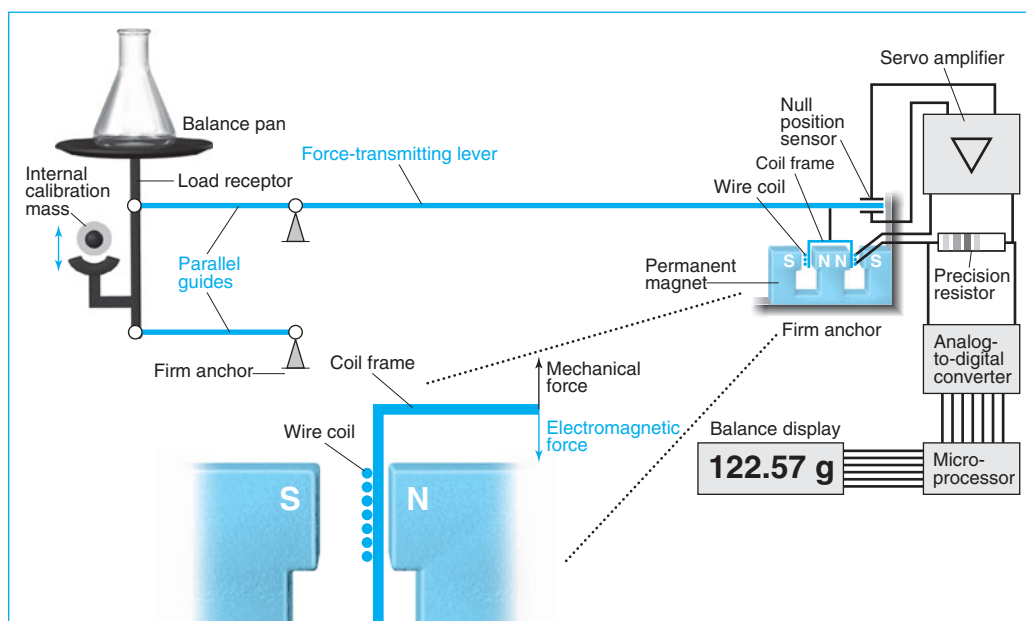 Servo amplifier
Null
position
sensor
Balance pan
Coil frame
Force-transmitting lever
Internal
calibration
mass
Load receptor
Wire coil
S
N
N
S
Parallel
guides
Permanent
magnet
Precision
resistor
Firm anchor
Analog-
to-digital
converter
Firm anchor
Coil frame
Mechanical
force
Wire coil
Electromagnetic
force
Balance display
122.57 g
Micro-
processor
S
N